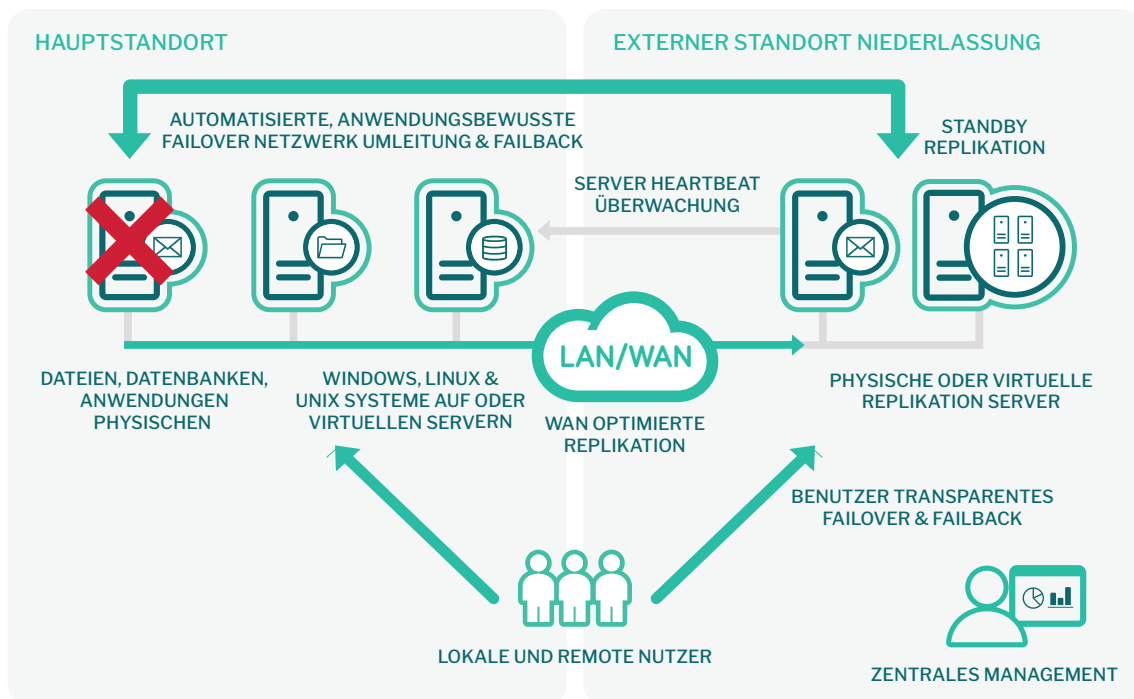 HAUPTSTANDORT
EXTERNER STANDORT NIEDERLASSUNG
AUTOMATISIERTE, ANWENDUNGSBEWUSSTE
FAILOVER NETZWERK UMLEITUNG & FAILBACK
STANDBY
REPLIKATION
SERVER HEARTBEAT
ÜBERWACHUNG
LAN/WAN
DATEIEN, DATENBANKEN,
ANWENDUNGEN
PHYSISCHEN
WINDOWS, LINUX &
UNIX SYSTEME AUF ODER
VIRTUELLEN SERVERN
WAN OPTIMIERTE
REPLIKATION
PHYSISCHE ODER VIRTUELLE
REPLIKATION SERVER
BENUTZER TRANSPARENTES
FAILOVER & FAILBACK
LOKALE UND REMOTE NUTZER
ZENTRALES MANAGEMENT